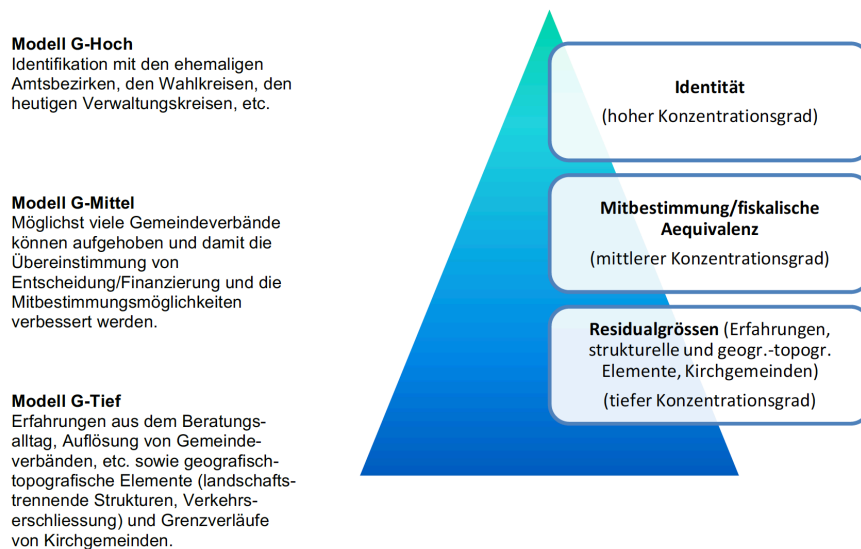 Modell G-Hoch
Identifikation mit den ehemaligen
Amtsbezirken, den Wahlkreisen, den
heutigen Verwaltungskreisen, etc.
Identität
(hoher Konzentrationsgrad)
Modell G-Mittel
Möglichst viele Gemeindeverbände
können aufgehoben und damit die
Übereinstimmung von
Entscheidung/Finanzierung und die
Mitbestimmungsmöglichkeiten
verbessert werden.
Mitbestimmung/fiskalische
Aequivalenz
(mittlerer Konzentrationsgrad)
Modell G-Tief
Erfahrungen aus dem Beratungs-
alltag, Auflösung von Gemeinde-
verbänden, etc. sowie geografisch-
topografische Elemente (landschafts-
trennende Strukturen, Verkehrs-
erschliessung) und Grenzverläufe
von Kirchgemeinden.
Residualgrössen (Erfahrungen,
strukturelle und geogr.-topogr.
Elemente, Kirchgemeinden)
(tiefer Konzentrationsgrad)